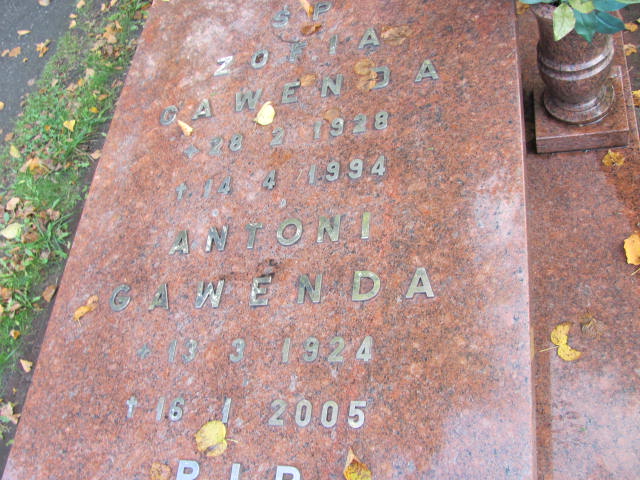 Ś P
ZOFIA
GAWENDA
* 28 2 1928
† 14 4 1994
ANTONI
GAWENDA
* 13 3 1924
† 16 1 2005
R I P